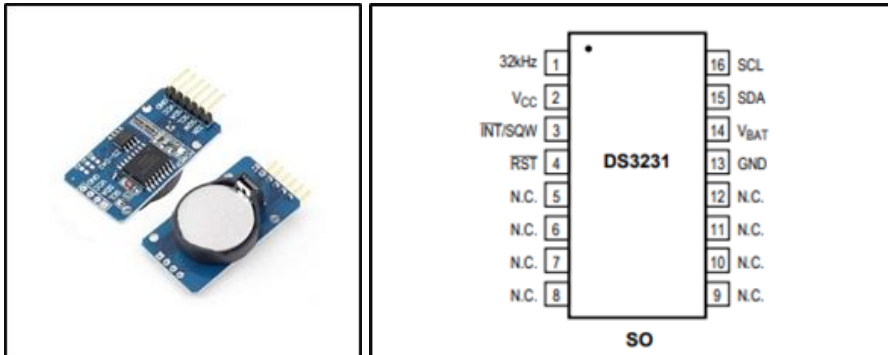 32kHz 1
VCC 2
INT/SQW 3
RST 4
N.C. 5
N.C. 6
N.C. 7
N.C. 8
DS3231
16 SCL
15 SDA
14 VBAT
13 GND
12 N.C.
11 N.C.
10 N.C.
9 N.C.
SO